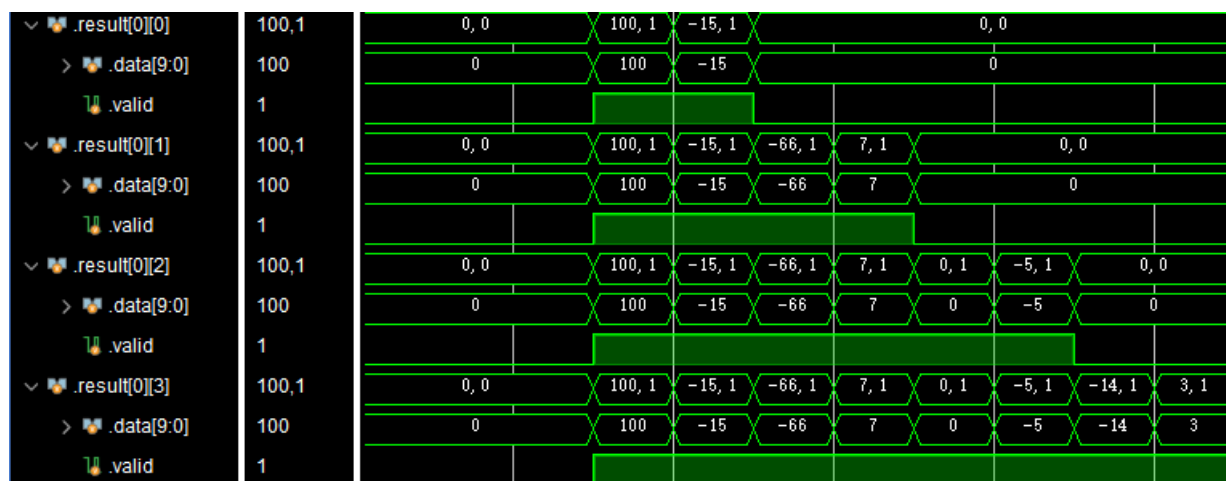 .result[0][0] 100,1 0, 0 100, 1 -15, 1 0, 0
.data[9:0] 100 0 100 -15 0
.valid 1
.result[0][1] 100,1 0, 0 100, 1 -15, 1 -66, 1 7, 1 0, 0
.data[9:0] 100 0 100 -15 -66 7 0
.valid 1
.result[0][2] 100,1 0, 0 100, 1 -15, 1 -66, 1 7, 1 0, 1 -5, 1 0, 0
.data[9:0] 100 0 100 -15 -66 7 0 -5 0
.valid 1
.result[0][3] 100,1 0, 0 100, 1 -15, 1 -66, 1 7, 1 0, 1 -5, 1 -14, 1 3, 1
.data[9:0] 100 0 100 -15 -66 7 0 -5 -14 3
.valid 1